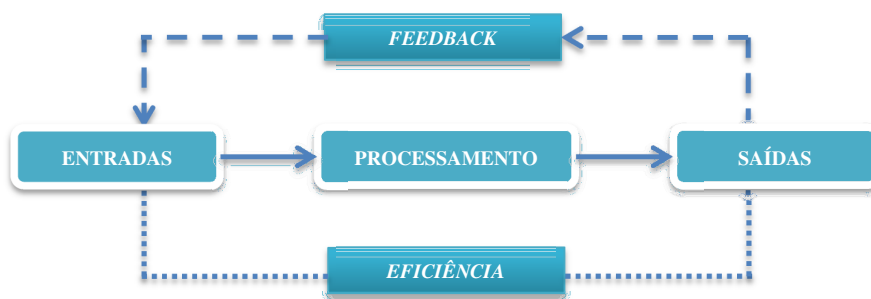 FEEDBACK
ENTRADAS
PROCESSAMENTO
SAÍDAS
EFICIÊNCIA